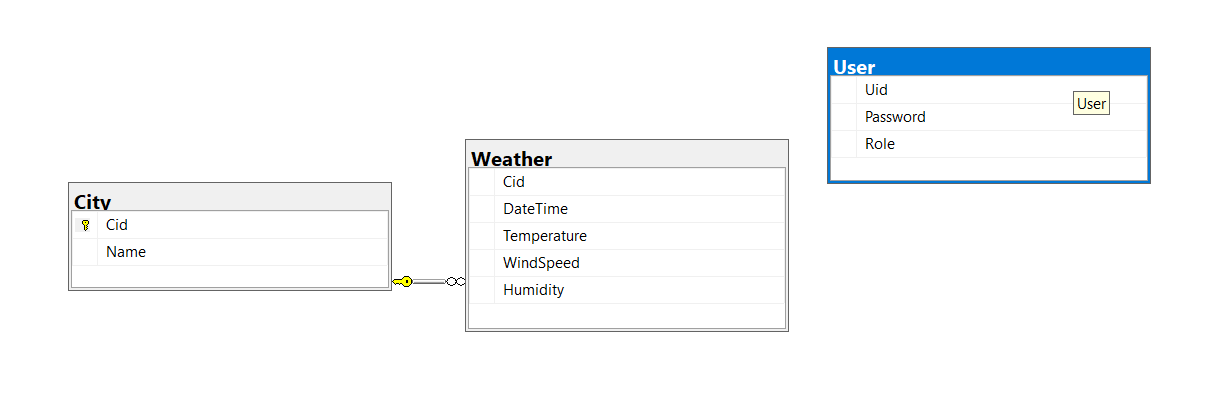 City
Cid
Name
Weather
Cid
DateTime
Temperature
WindSpeed
Humidity
User
Uid
User
Password
Role